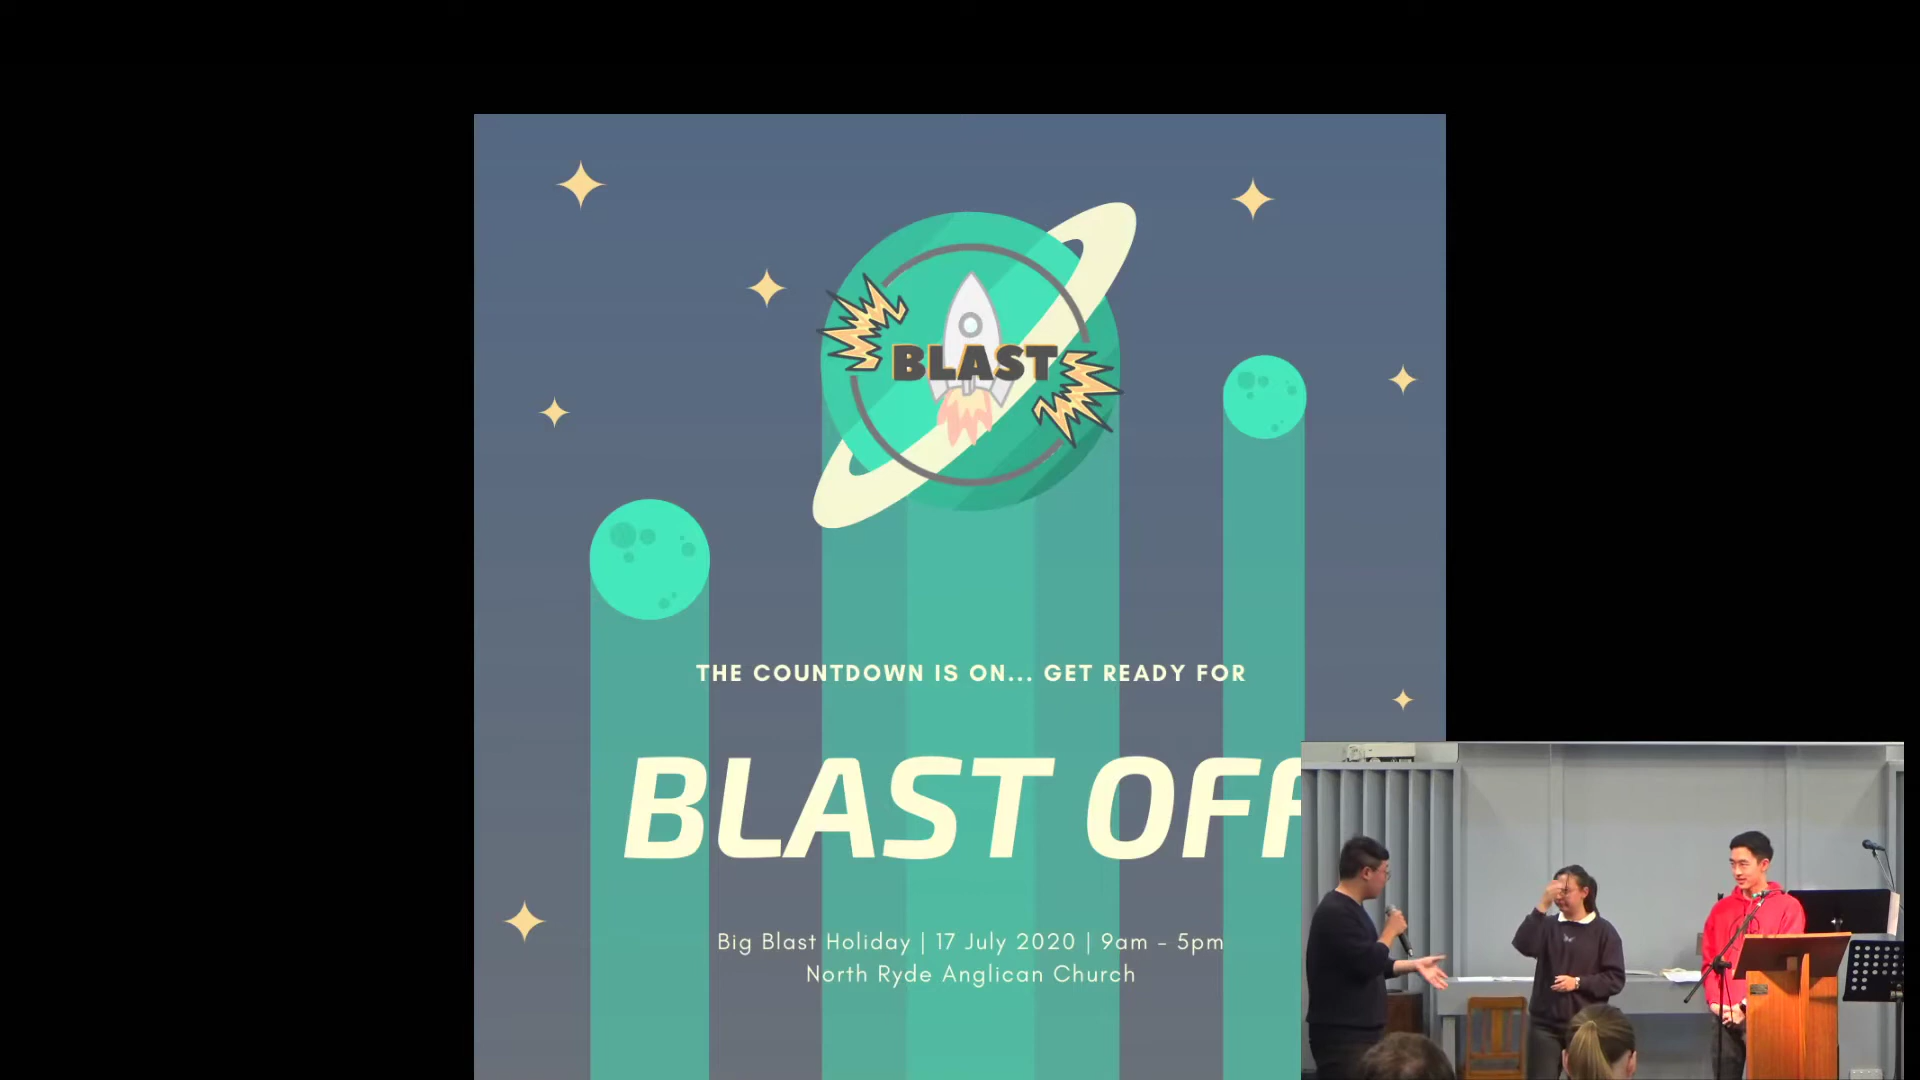 BLAST
THE COUNTDOWN IS ON... GET READY FOR
BLAST OFF
Big Blast Holiday | 17 July 2020 | 9am - 5pm
North Ryde Anglican Church